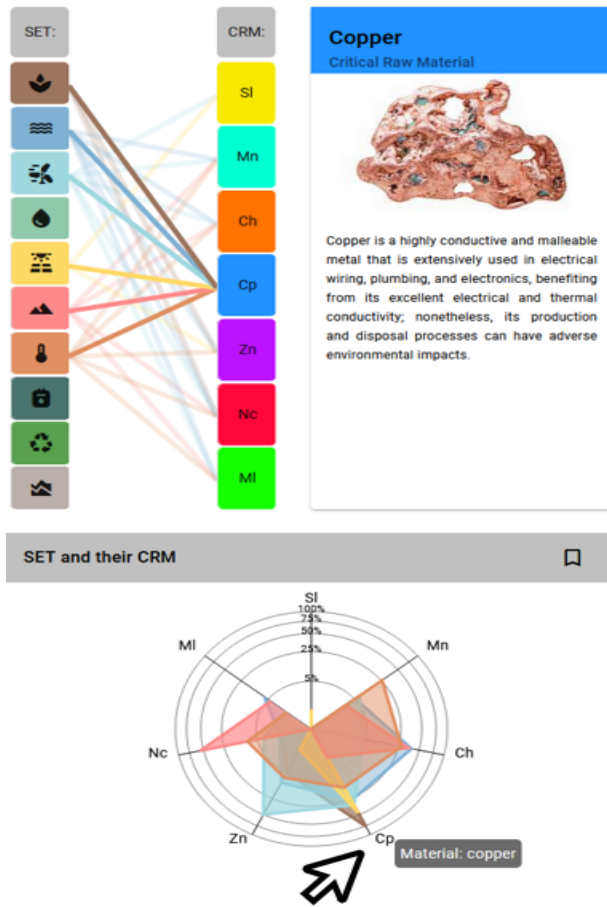 SET:
CRM:
Sl
Mn
Ch
Cp
Zn
Nc
Ml
Copper
Critical Raw Material
Copper is a highly conductive and malleable
metal that is extensively used in electrical
wiring, plumbing, and electronics, benefiting
from its excellent electrical and thermal
conductivity; nonetheless, its production
and disposal processes can have adverse
environmental impacts.
SET and their CRM
Sl
100%
75%
50%
25%
5%
Ml
Mn
Nc
Ch
Zn
Cp
Material: copper